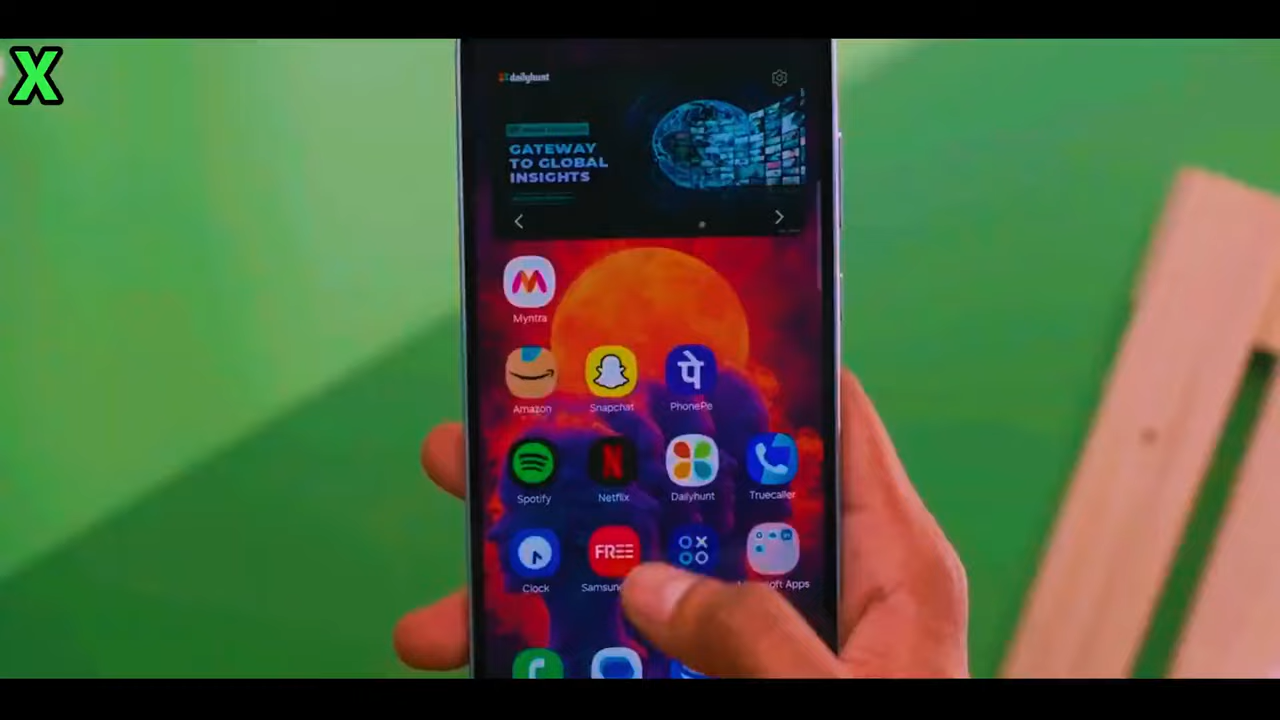 X
dailyhunt
GATEWAY
TO GLOBAL
INSIGHTS
Myntra
पे
Amazon
Snapchat
PhonePe
N
Spotify
Netflix
Dailyhunt
Truecaller
FREE
Clock
Samsung
Microsoft Apps